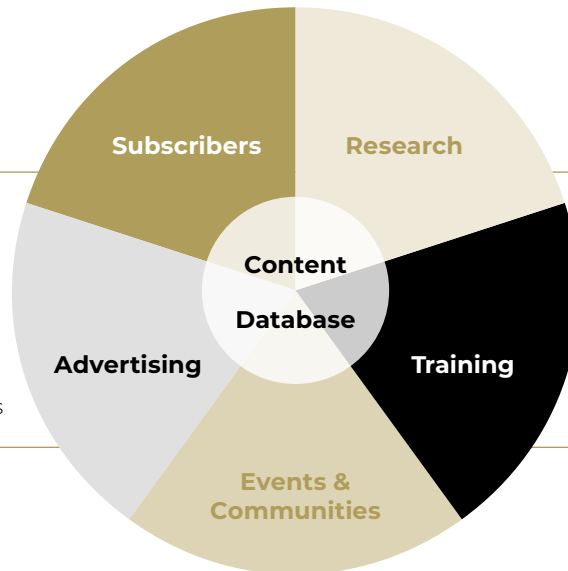 Subscribers
Research
Content
Database
Advertising
Training
s
Events &
Communities